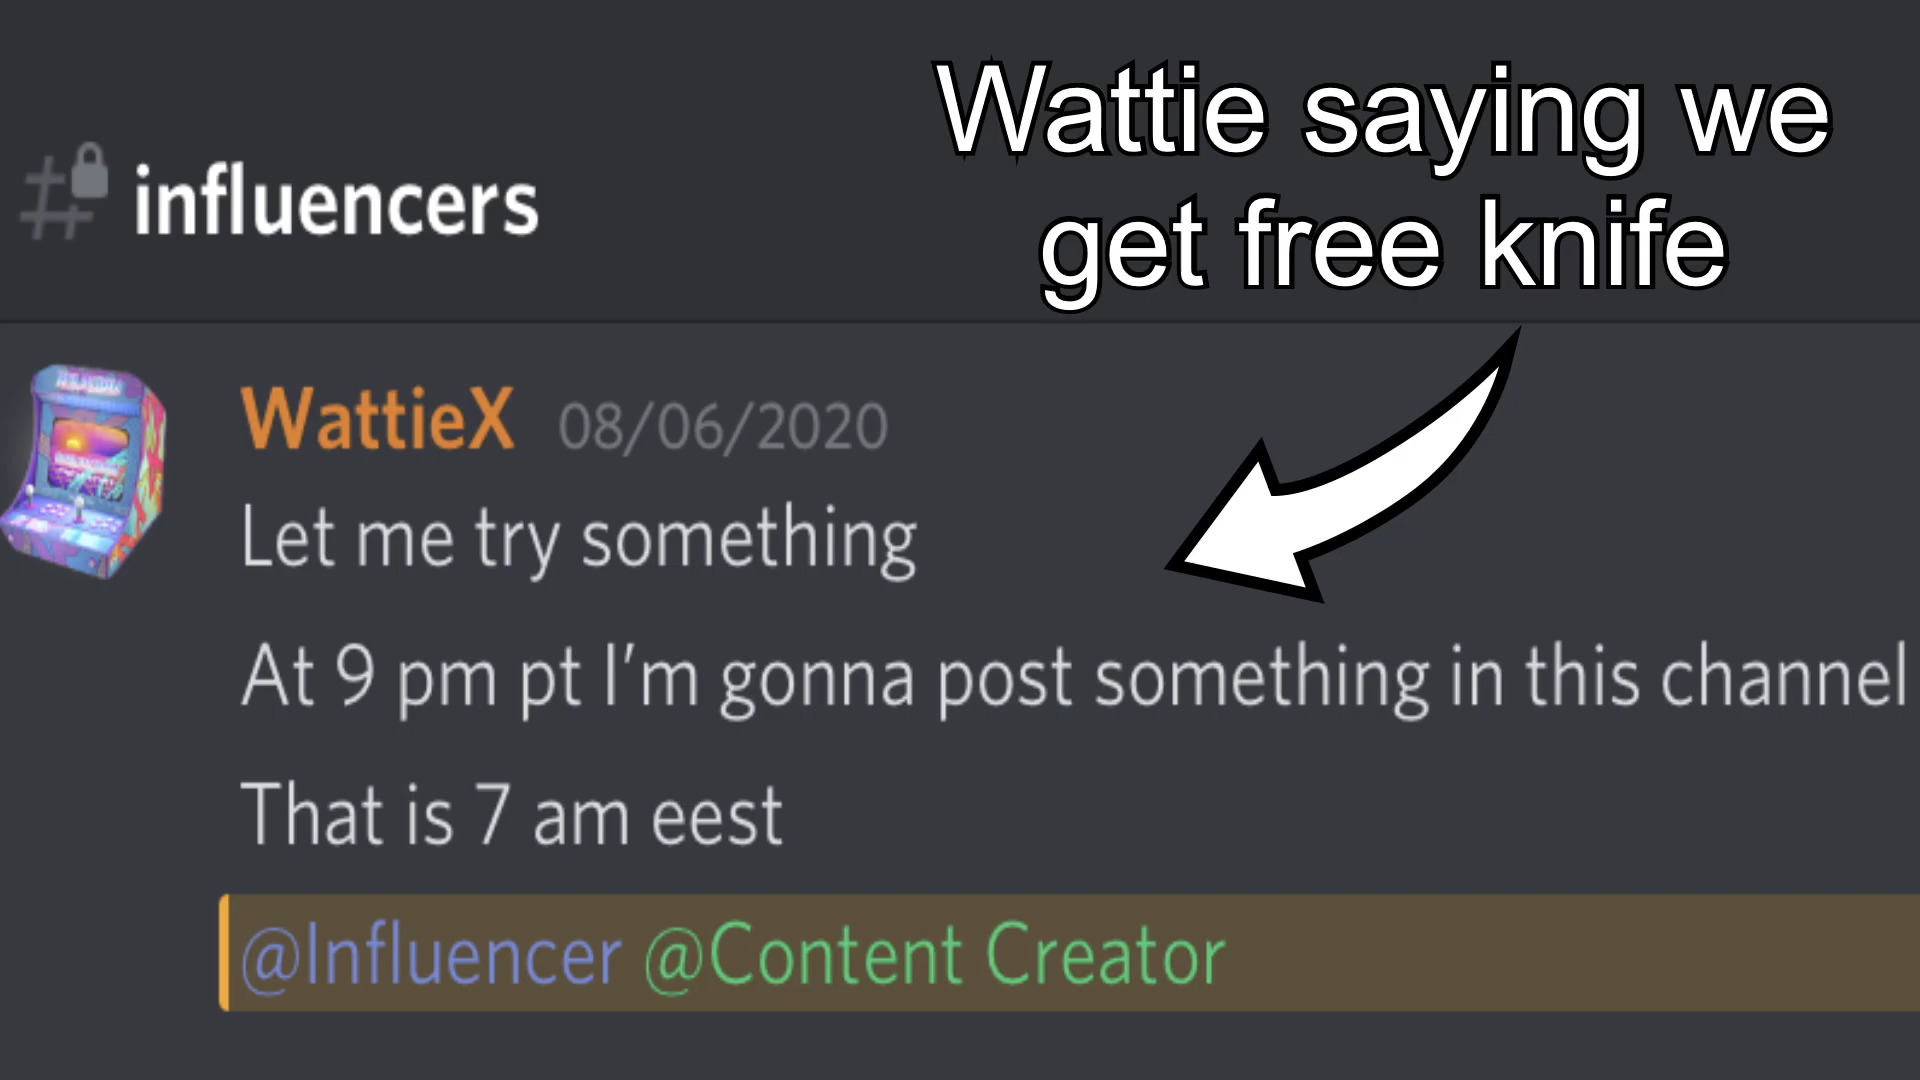 Wattie saying we
get free knife
influencers
WattieX 08/06/2020
Let me try something
At 9 pm pt I’m gonna post something in this channel
That is 7 am eest
@Influencer @Content Creator